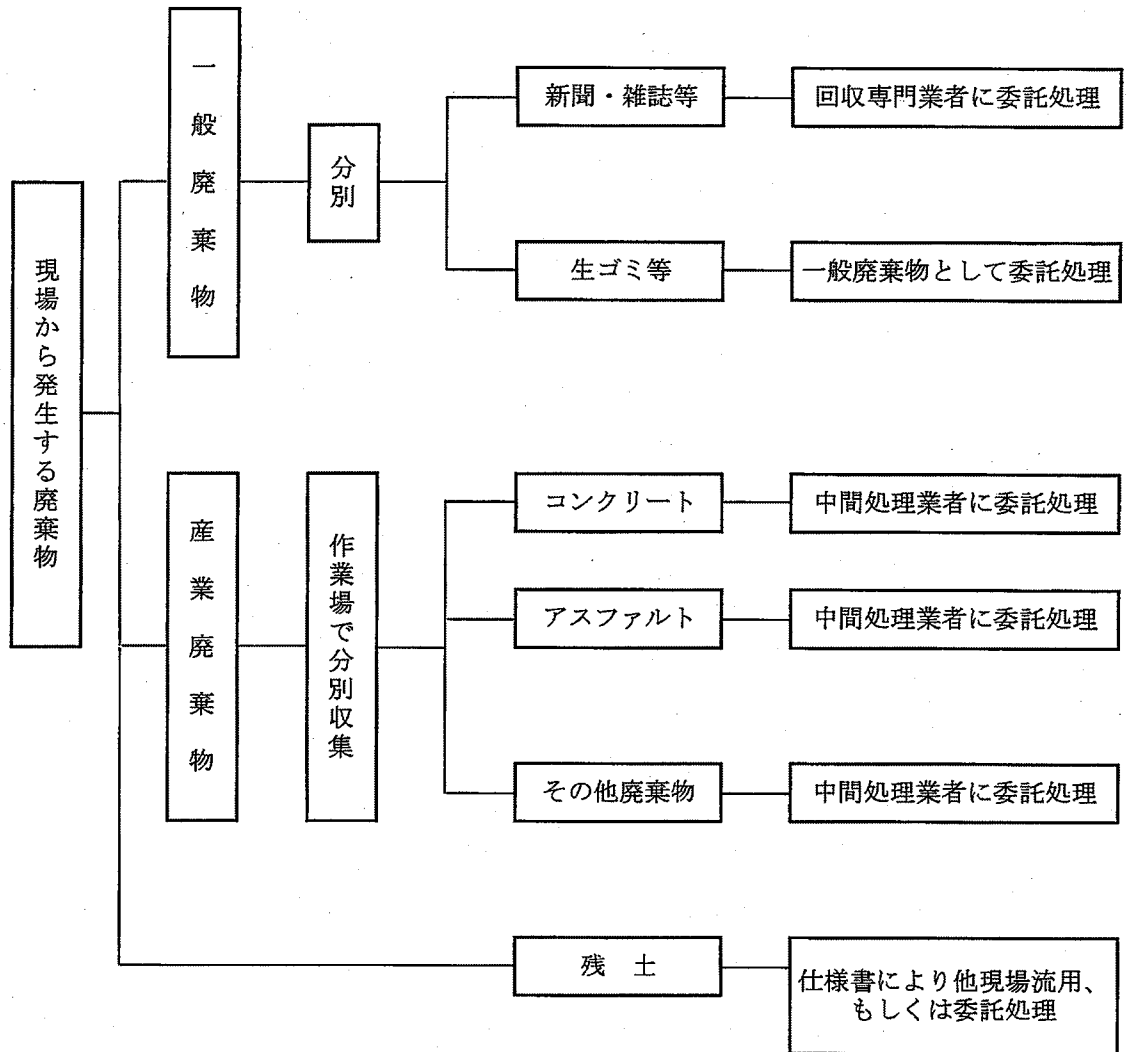 現場から発生する廃棄物
一般廃棄物
分別
新聞・雑誌等
回収専門業者に委託処理
生ゴミ等
一般廃棄物として委託処理
産業廃棄物
作業場で分別収集
コンクリート
中間処理業者に委託処理
アスファルト
中間処理業者に委託処理
その他廃棄物
中間処理業者に委託処理
残　土
仕様書により他現場流用、
もしくは委託処理